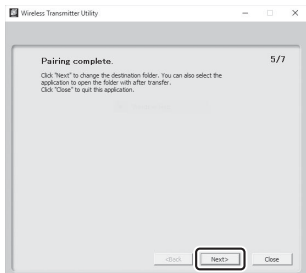 Wireless Transmitter Utility
Pairing complete.
5/7
Click "Next" to change the destination folder. You can also select the
application to open the folder with after transfer.
Click "Close" to quit this application.
<Back
Next>
Close